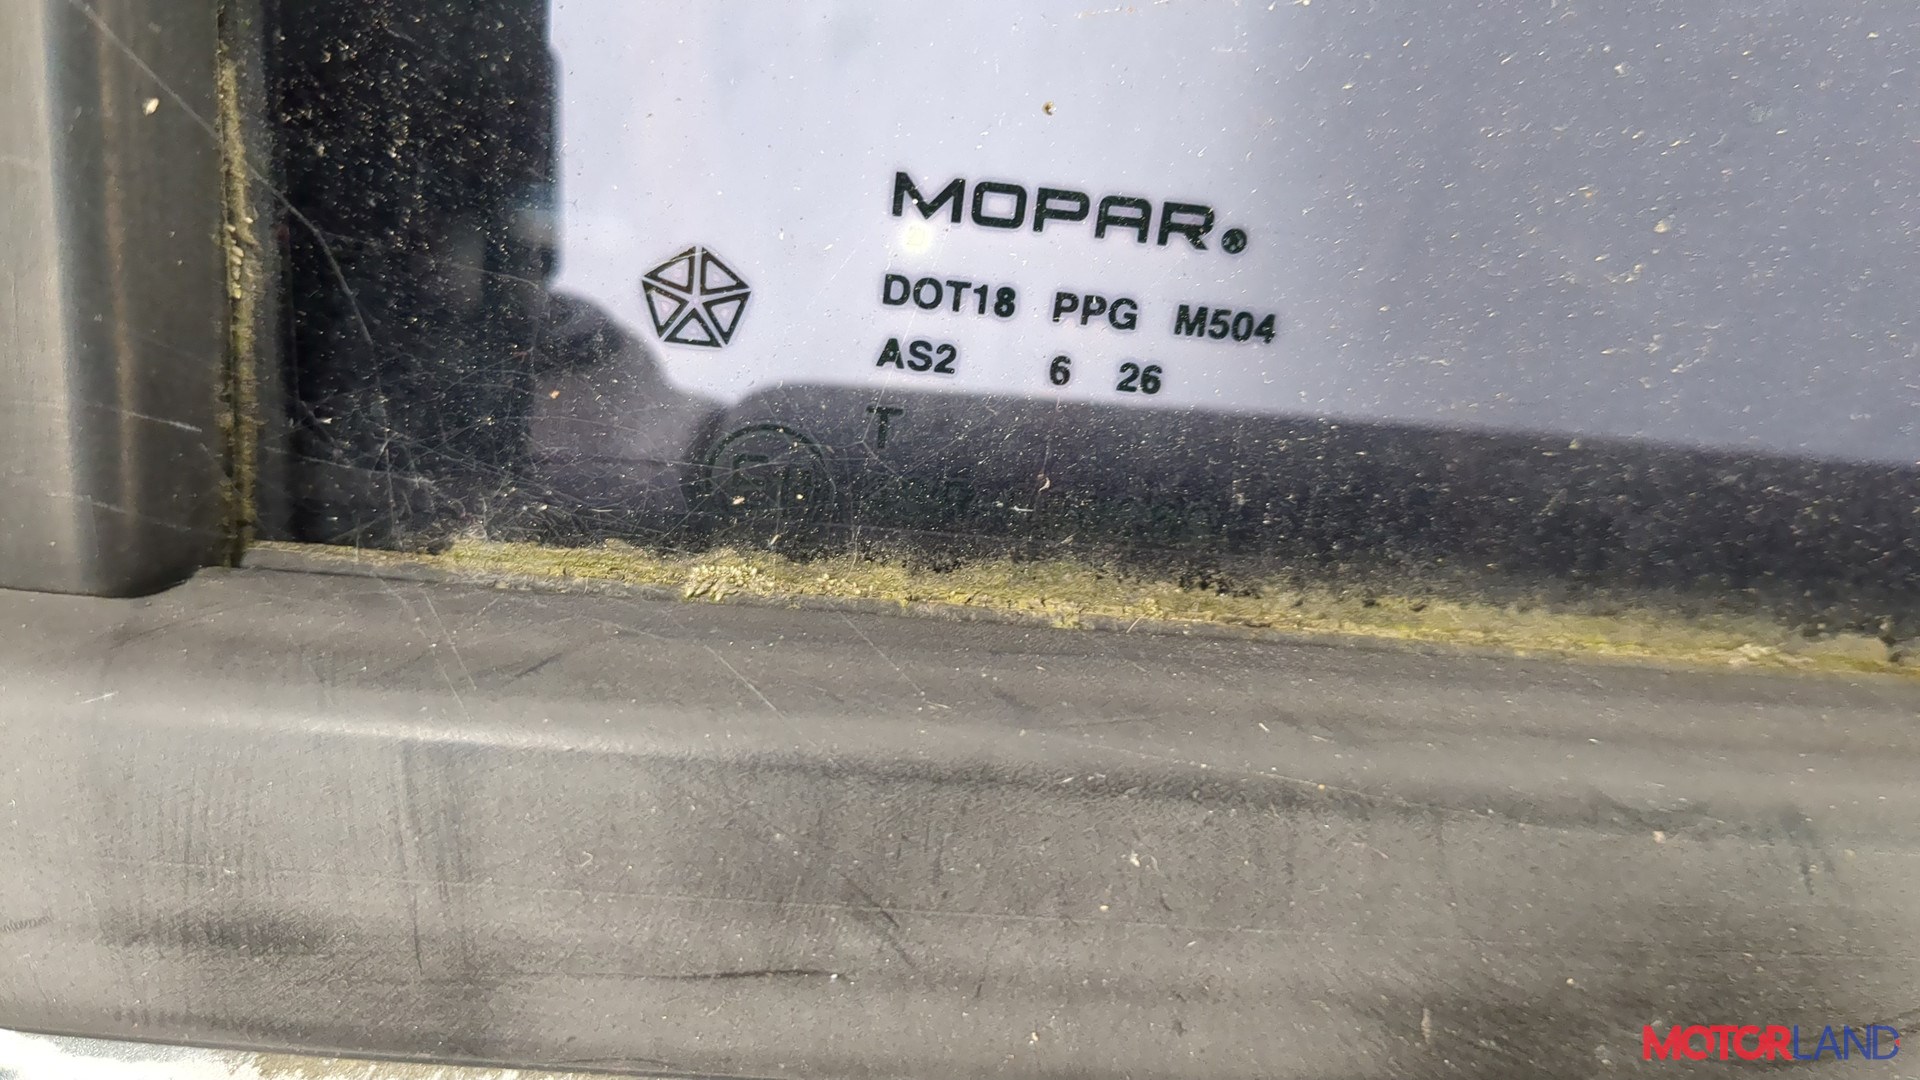 MOPAR®
DOT18 PPG M504
AS2 6 26
T
MOTORLAND